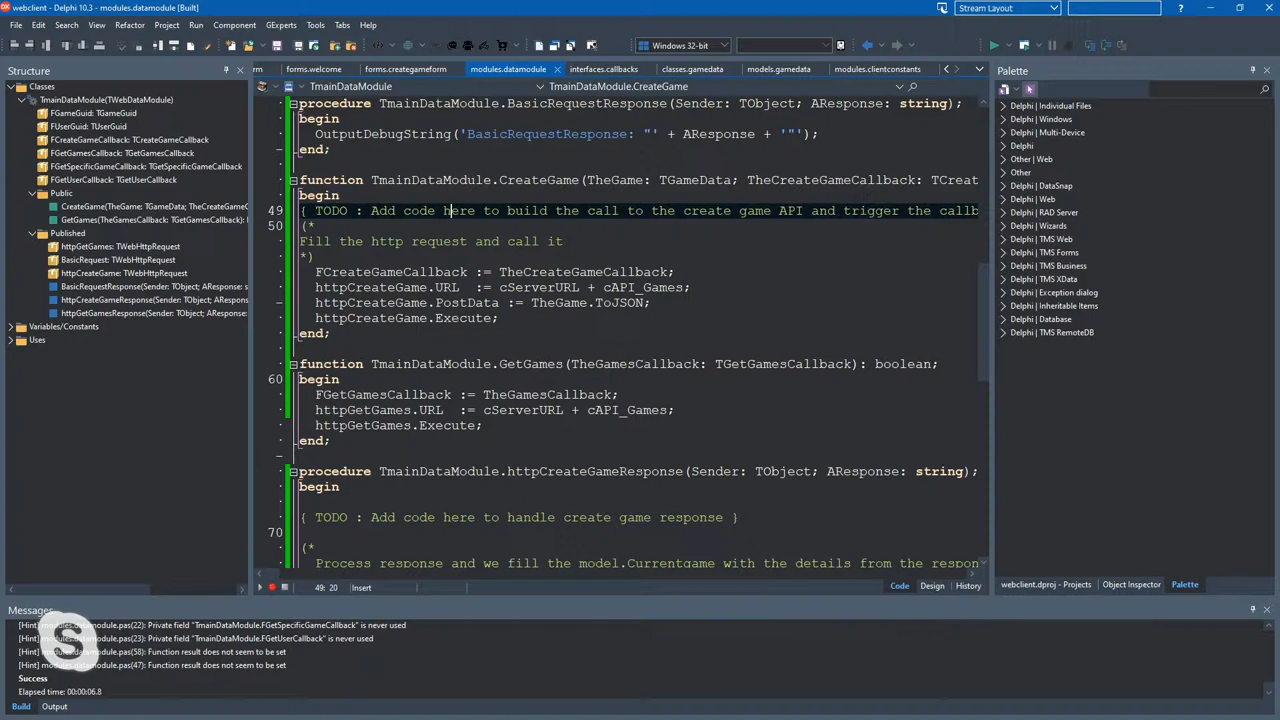 webclient - Delphi 10.3 - modules.datamodule [Built]
Stream Layout
File Edit Search View Refactor Project Run Component GExperts Tools Tabs Help
Windows 32-bit
Structure
Classes
TmainDataModule(TWebDataModule)
FGameGuid: TGameGuid
FUserGuid: TUserGuid
FCreateGameCallback: TCreateGameCallback
FGetGamesCallback: TGetGamesCallback
FGetSpecificGameCallback: TGetSpecificGameCallback
FGetUserCallback: TGetUserCallback
Public
CreateGame(TheGame: TGameData; TheCreateGame
GetGames(TheGamesCallback: TGetGamesCallback):
Published
httpGetGames: TWebHttpRequest
BasicRequest: TWebHttpRequest
httpCreateGame: TWebHttpRequest
BasicRequestResponse(Sender: TObject; AResponse:
httpCreateGameResponse(Sender: TObject; AResponse
httpGetGamesResponse(Sender: TObject; AResponse:
Variables/Constants
Uses
rm forms.welcome forms.creategameform modules.datamodule interfaces.callbacks classes.gamedata models.gamedata modules.clientconstants
TmainDataModule TmainDataModule.CreateGame
procedure TmainDataModule.BasicRequestResponse(Sender: TObject; AResponse: string);
begin
OutputDebugString('BasicRequestResponse: "' + AResponse + '"');
end;
function TmainDataModule.CreateGame(TheGame: TGameData; TheCreateGameCallback: TCreat
begin
49 { TODO : Add code here to build the call to the create game API and trigger the callb
50 (*
Fill the http request and call it
*)
FCreateGameCallback := TheCreateGameCallback;
httpCreateGame.URL := cServerURL + cAPI_Games;
httpCreateGame.PostData := TheGame.ToJSON;
httpCreateGame.Execute;
end;
function TmainDataModule.GetGames(TheGamesCallback: TGetGamesCallback): boolean;
60 begin
FGetGamesCallback := TheGamesCallback;
httpGetGames.URL := cServerURL + cAPI_Games;
httpGetGames.Execute;
end;
procedure TmainDataModule.httpCreateGameResponse(Sender: TObject; AResponse: string);
begin
{ TODO : Add code here to handle create game response }
70
(*
Process response and we fill the model.Currentgame with the details from the respon
49: 20 Insert
Code Design History
Palette
Delphi | Individual Files
Delphi | Windows
Delphi | Multi-Device
Delphi
Other | Web
Delphi | DataSnap
Delphi | Web
Delphi | RAD Server
Delphi | Wizards
Delphi | TMS Web
Delphi | TMS Forms
Delphi | TMS Business
Delphi | TMS XData
Delphi | Exception dialog
Delphi | Inheritable Items
Delphi | Database
Delphi | TMS RemoteDB
webclient.dproj - Projects Object Inspector Palette
Messages
[Hint] modules.datamodule.pas(22): Private field "TmainDataModule.FGetSpecificGameCallback" is never used
[Hint] modules.datamodule.pas(23): Private field "TmainDataModule.FGetUserCallback" is never used
[Hint] modules.datamodule.pas(58): Function result does not seem to be set
[Hint] modules.datamodule.pas(47): Function result does not seem to be set
Success
Elapsed time: 00:00:06.8
Build Output